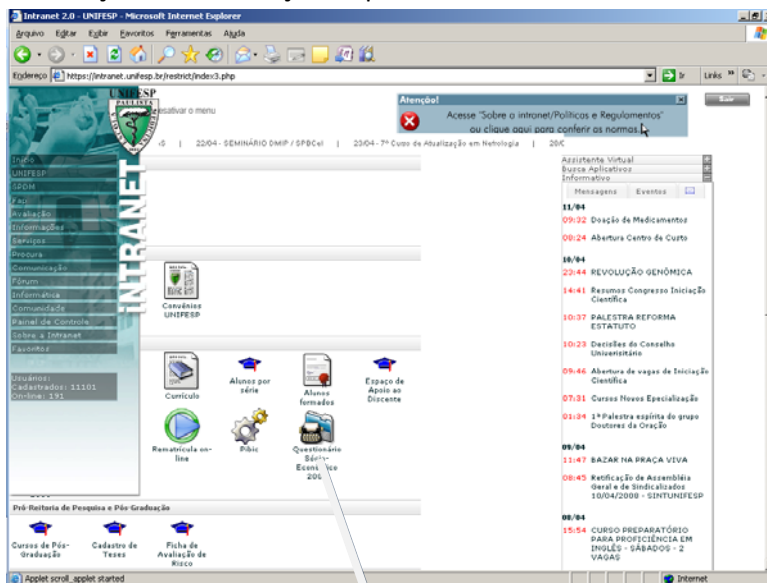 Intranet 2.0 - UNIFESP - Microsoft Internet Explorer
Arquivo Editar Exibir Favoritos Ferramentas Ajuda
Endereço https://intranet.unifesp.br/restrict/index3.php Ir Links
UNIFESP
PAULISTA
esativar o menu
Atenção!
Acesse "Sobre a intranet/Políticas e Regulamentos"
ou clique aqui para conferir as normas.
Sair
22/04 - SEMINÁRIO DMIP / SPBCel | 23/04 - 7º Curso de Atualização em Nefrologia |
INTRANET
Início
UNIFESP
SPDM
Fap
Avaliação
Informações
Serviços
Procura
Comunicação
Fórum
Informática
Comunidade
Painel de Controle
Sobre a Intranet
Favoritos
Usuários:
Cadastrados: 11101
On-line: 191
Convênios
UNIFESP
Currículo
Alunos por
série
Alunos
formados
Espaço de
Apoio ao
Discente
Rematrícula on-
line
Pibic
Questionário
Sócio-
Econômico
Pró-Reitoria de Pesquisa e Pós-Graduação
Cursos de Pós-
Graduação
Cadastro de
Teses
Ficha de
Avaliação de
Risco
Assistente Virtual
Busca Aplicativos
Informativo
Mensagens Eventos
11/04
09:32 Doação de Medicamentos
08:24 Abertura Centro de Custo
10/04
23:44 REVOLUÇÃO GENÔMICA
14:41 Resumos Congresso Iniciação
Científica
10:37 PALESTRA REFORMA
ESTATUTO
10:23 Decisões do Conselho
Univerisitário
09:46 Abertura de vagas de Iniciação
Científica
07:31 Cursos Novos Epecialização
01:34 1ª Palestra espírita do grupo
Doutores da Oração
09/04
11:47 BAZAR NA PRAÇA VIVA
08:45 Retificação de Assembléia
Geral e de Sindicalizados
10/04/2008 - SINTUNIFESP
08/04
15:54 CURSO PREPARATÓRIO
PARA PROFICIÊNCIA EM
INGLÊS - SÁBADOS - 2
VAGAS
Applet scroll_applet started
Internet